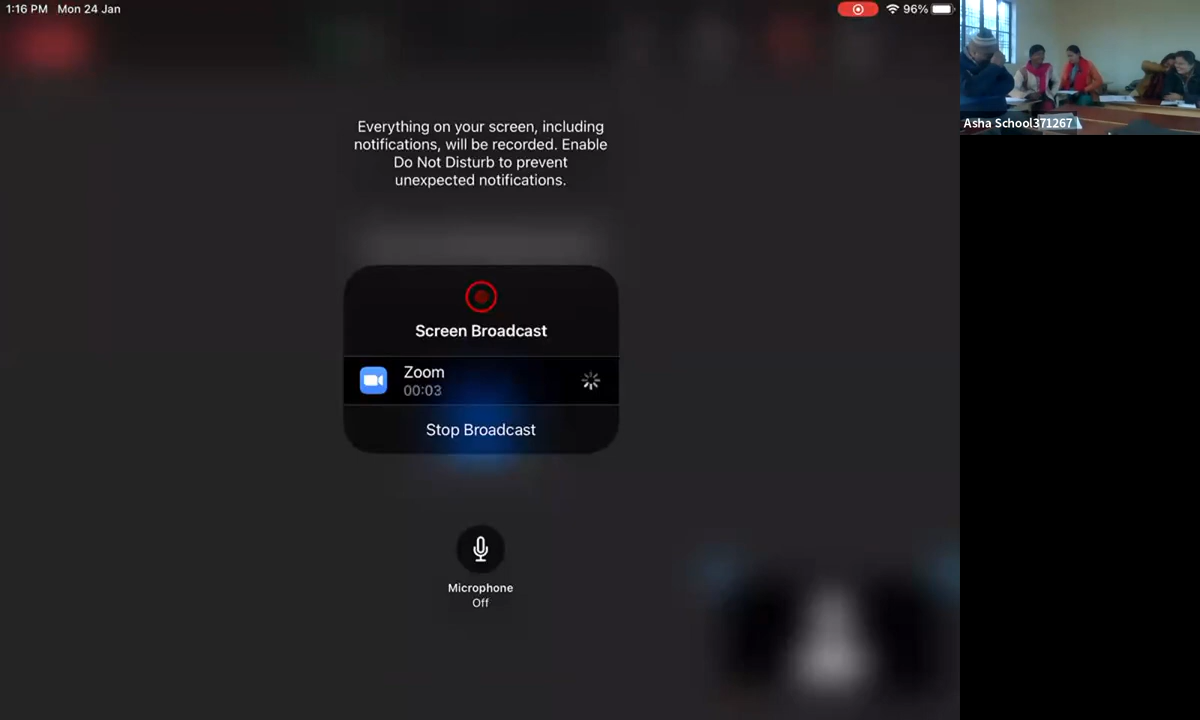 1:16 PM Mon 24 Jan
96%
Everything on your screen, including
notifications, will be recorded. Enable
Do Not Disturb to prevent
unexpected notifications.
Screen Broadcast
Zoom
00:03
Stop Broadcast
Microphone
Off
Asha School371267